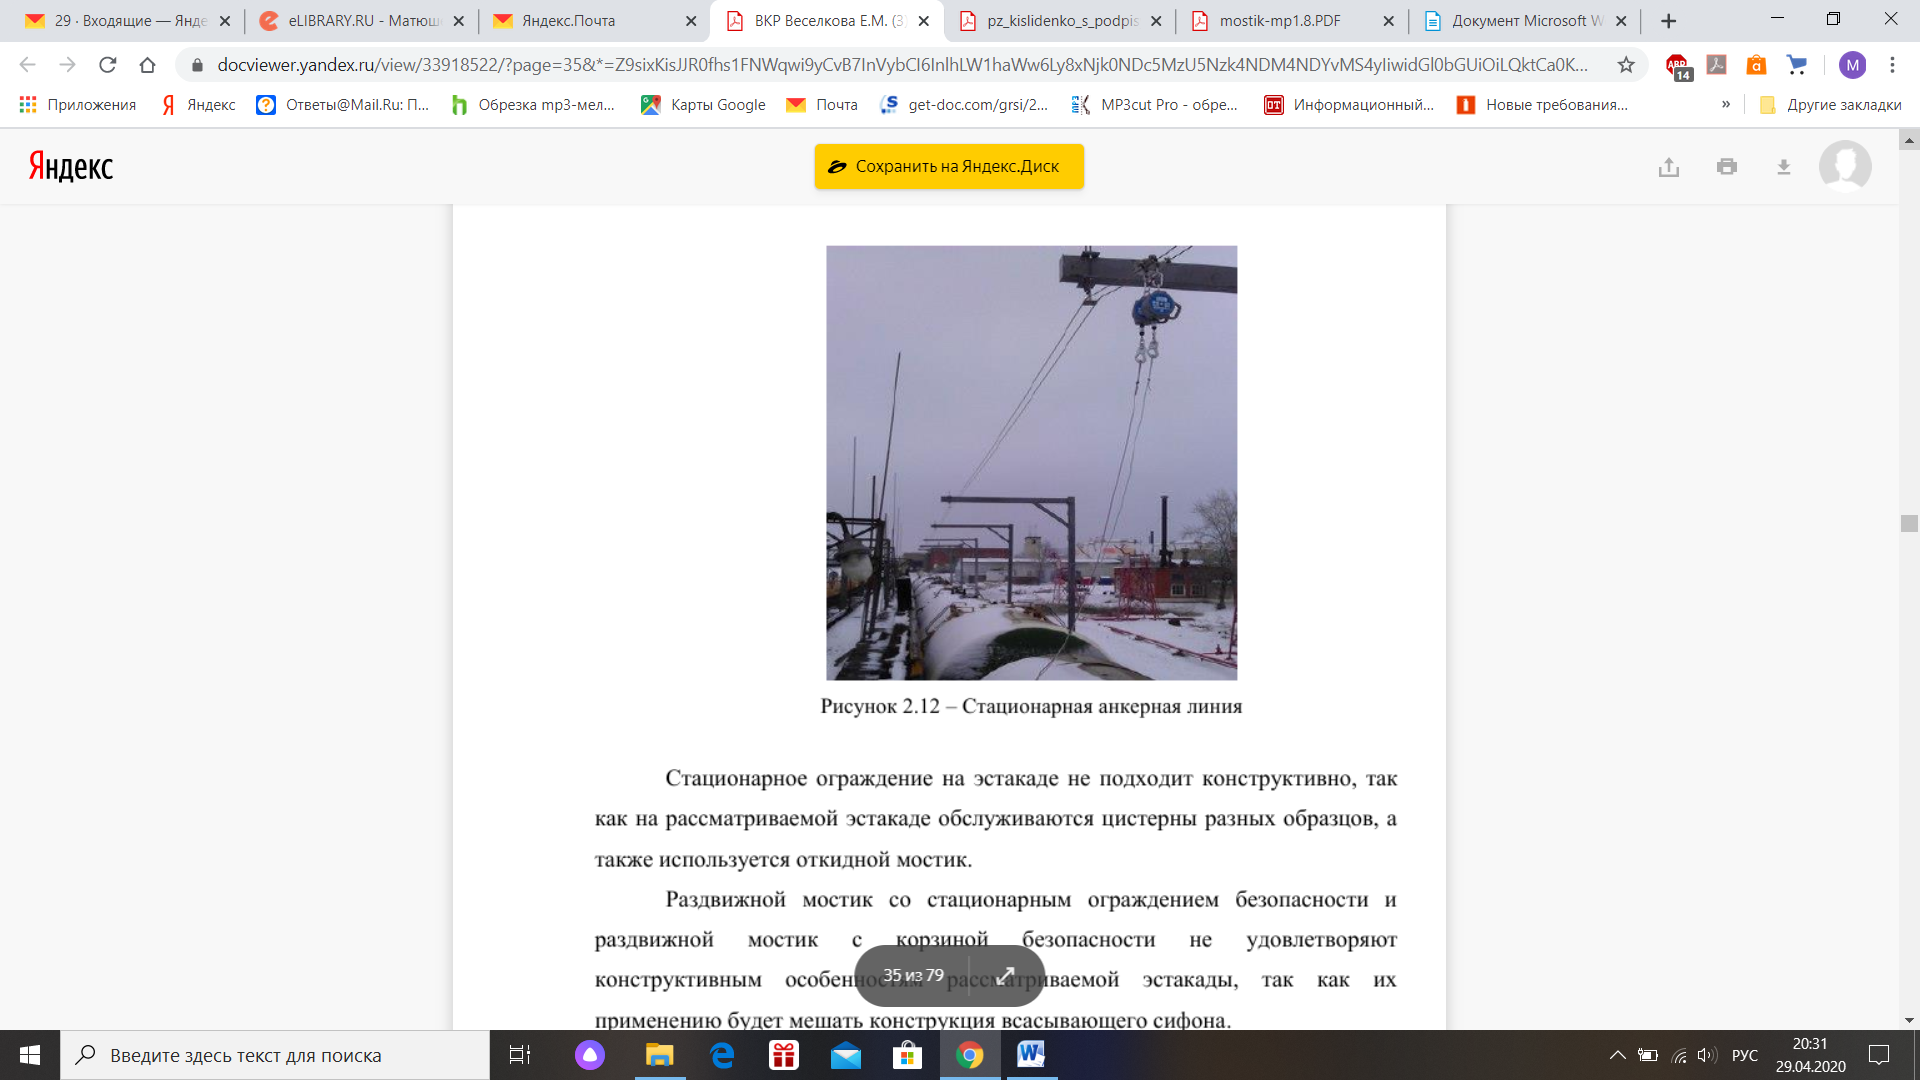 29 · Входящие — Янде
eLIBRARY.RU - Матюш
Яндекс.Почта
ВКР Веселкова Е.М. (3
pz_kislidenko_s_podpis
mostik-mp1.8.PDF
Документ Microsoft W
docviewer.yandex.ru/view/33918522/?page=35&*=Z9sixKisJJR0fhs1FNWqwi9yCvB7InVybCI6InlhLW1haWw6Ly8xNjk0NDc5MzU5Nzk4NDM4NDYvMS4yIiwidGl0bGUiOiLQktCa0K...
14
M
Приложения
Яндекс
Ответы@Mail.Ru: П...
Обрезка mp3-мел...
Карты Google
Почта
get-doc.com/grsi/2...
MP3cut Pro - обре...
Информационный...
Новые требования...
»
Другие закладки
Яндекс
Сохранить на Яндекс.Диск
Рисунок 2.12 – Стационарная анкерная линия
Стационарное ограждение на эстакаде не подходит конструктивно, так
как на рассматриваемой эстакаде обслуживаются цистерны разных образцов, а
также используется откидной мостик.
Раздвижной мостик со стационарным ограждением безопасности и
раздвижной мостик с корзиной безопасности не удовлетворяют
конструктивным особенностям рассматриваемой эстакады, так как их
применению будет мешать конструкция всасывающего сифона.
35 из 79
Введите здесь текст для поиска
РУС
20:31
29.04.2020